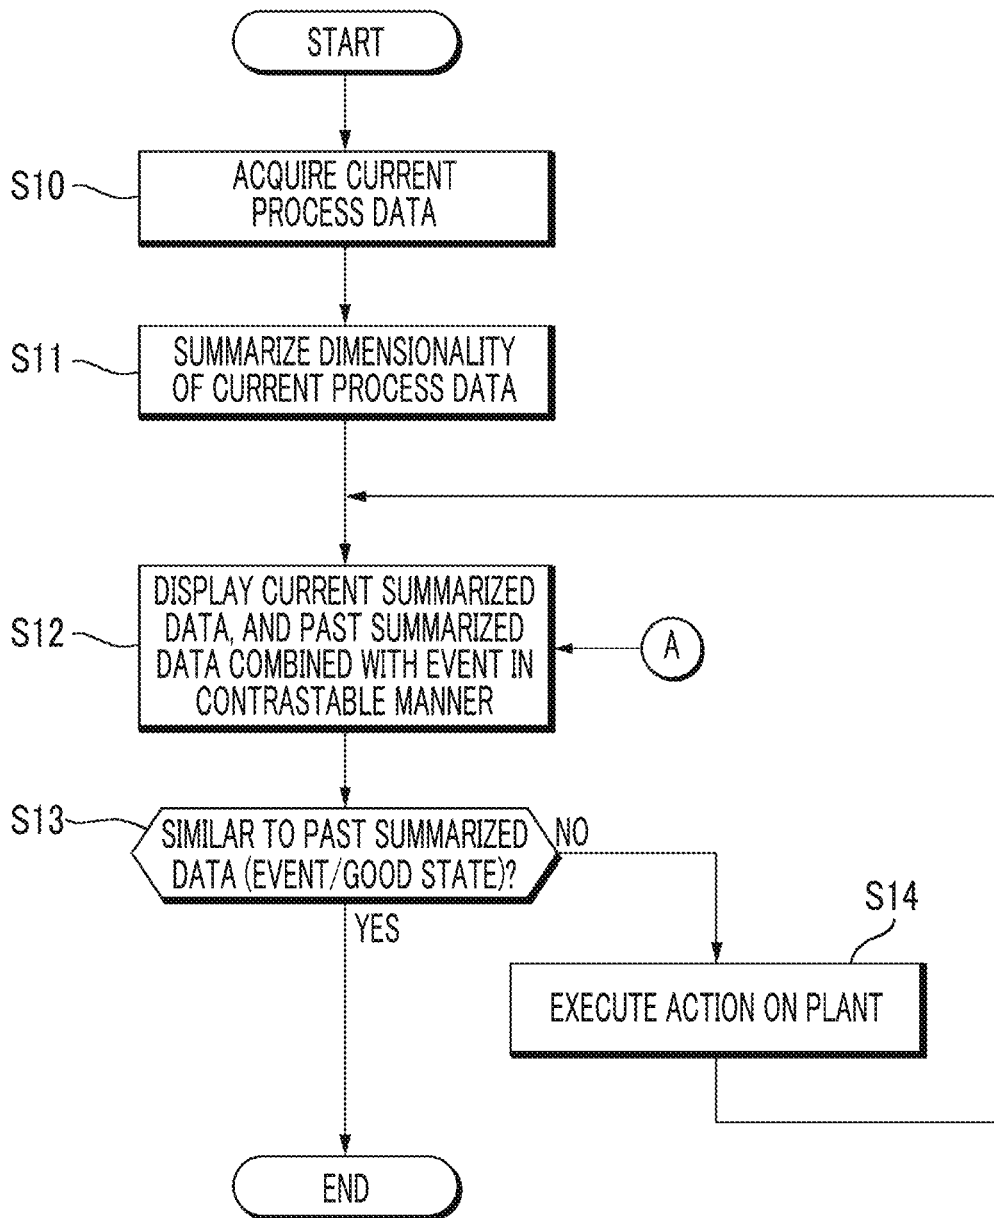 START
S10
ACQUIRE CURRENT
PROCESS DATA
S11
SUMMARIZE DIMENSIONALITY
OF CURRENT PROCESS DATA
S12
DISPLAY CURRENT SUMMARIZED
DATA, AND PAST SUMMARIZED
DATA COMBINED WITH EVENT IN
CONTRASTABLE MANNER
A
S13
SIMILAR TO PAST SUMMARIZED
DATA (EVENT/GOOD STATE)?
NO
YES
S14
EXECUTE ACTION ON PLANT
END